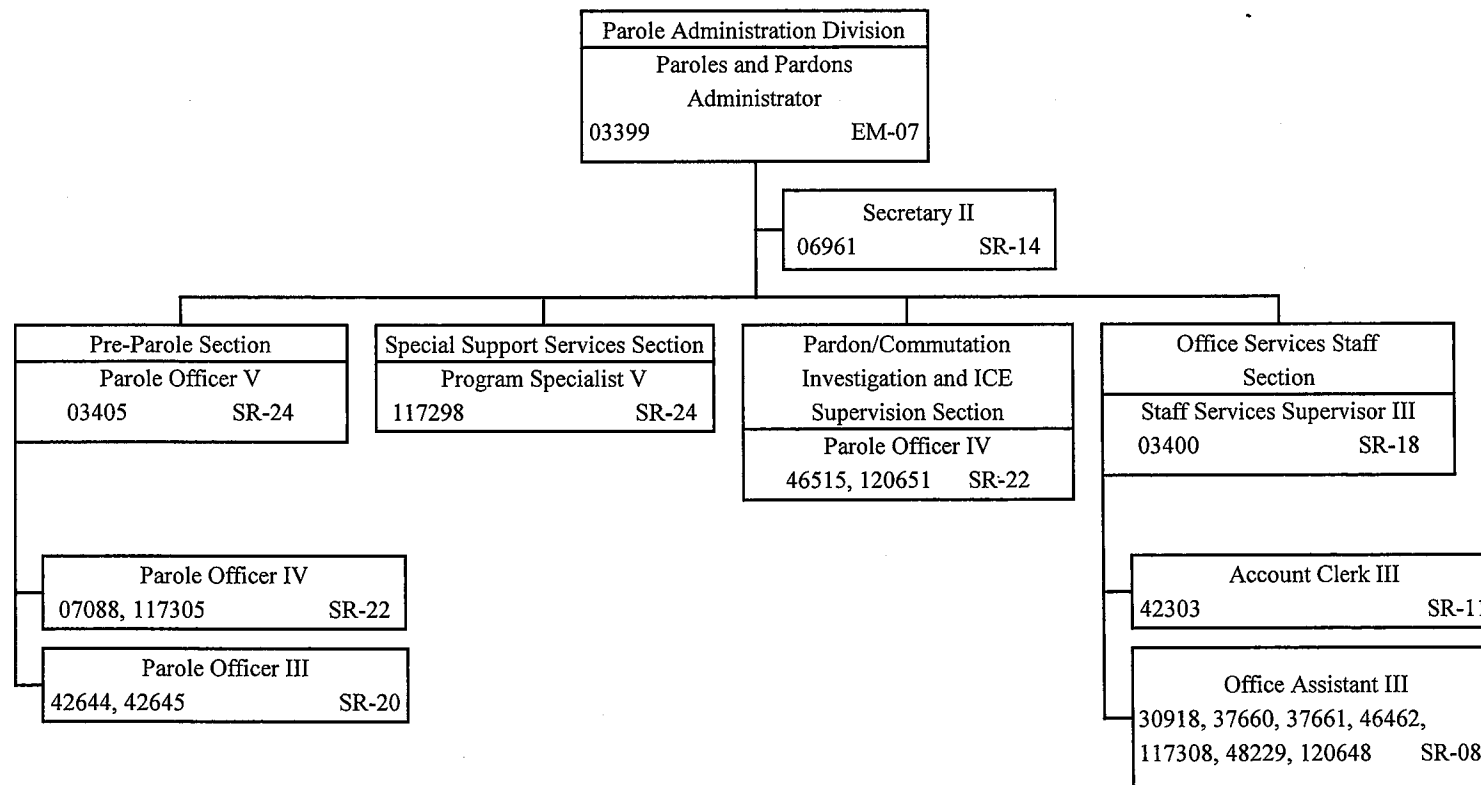 Parole Administration Division
Paroles and Pardons
Administrator
03399 EM-07
Secretary II
06961 SR-14
Pre-Parole Section
Parole Officer V
03405 SR-24
Special Support Services Section
Program Specialist V
117298 SR-24
Pardon/Commutation
Investigation and ICE
Supervision Section
Parole Officer IV
46515, 120651 SR-22
Office Services Staff
Section
Staff Services Supervisor III
03400 SR-18
Parole Officer IV
07088, 117305 SR-22
Parole Officer III
42644, 42645 SR-20
Account Clerk III
42303 SR-11
Office Assistant III
30918, 37660, 37661, 46462,
117308, 48229, 120648 SR-08